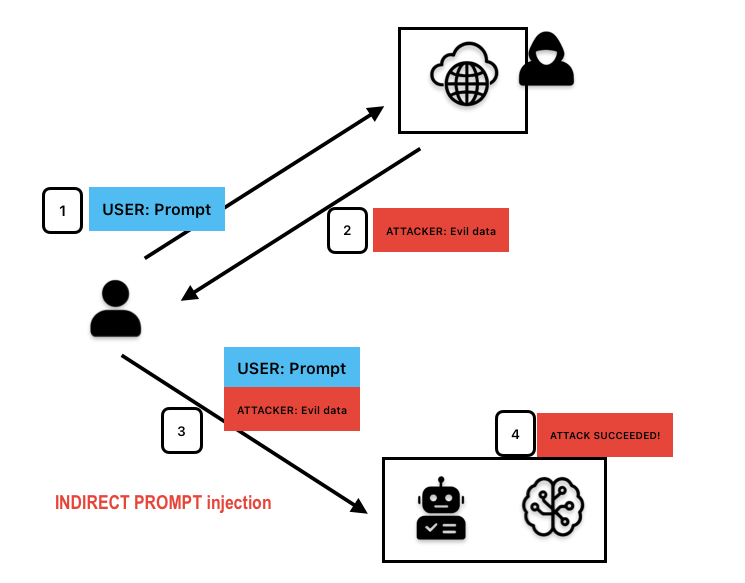 1
USER: Prompt
2
ATTACKER: Evil data
USER: Prompt
ATTACKER: Evil data
3
4
ATTACK SUCCEEDED!
INDIRECT PROMPT injection